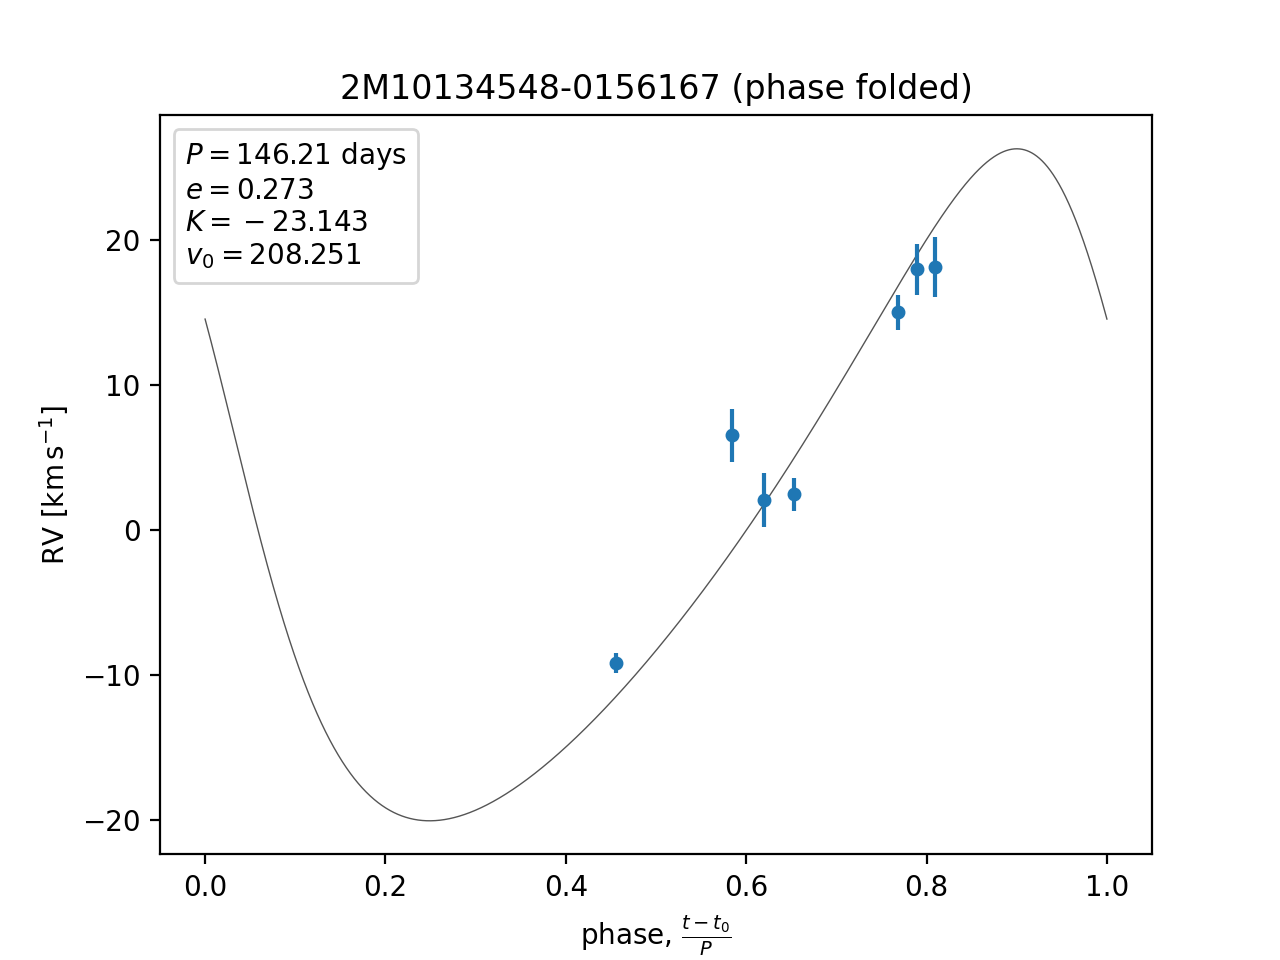 2M10134548-0156167 (phase folded)
P = 146.21 days
e = 0.273
K = −23.143
v₀ = 208.251
RV [km s⁻¹]
20
10
0
−10
−20
0.0 0.2 0.4 0.6 0.8 1.0
phase, (t − t₀)/P